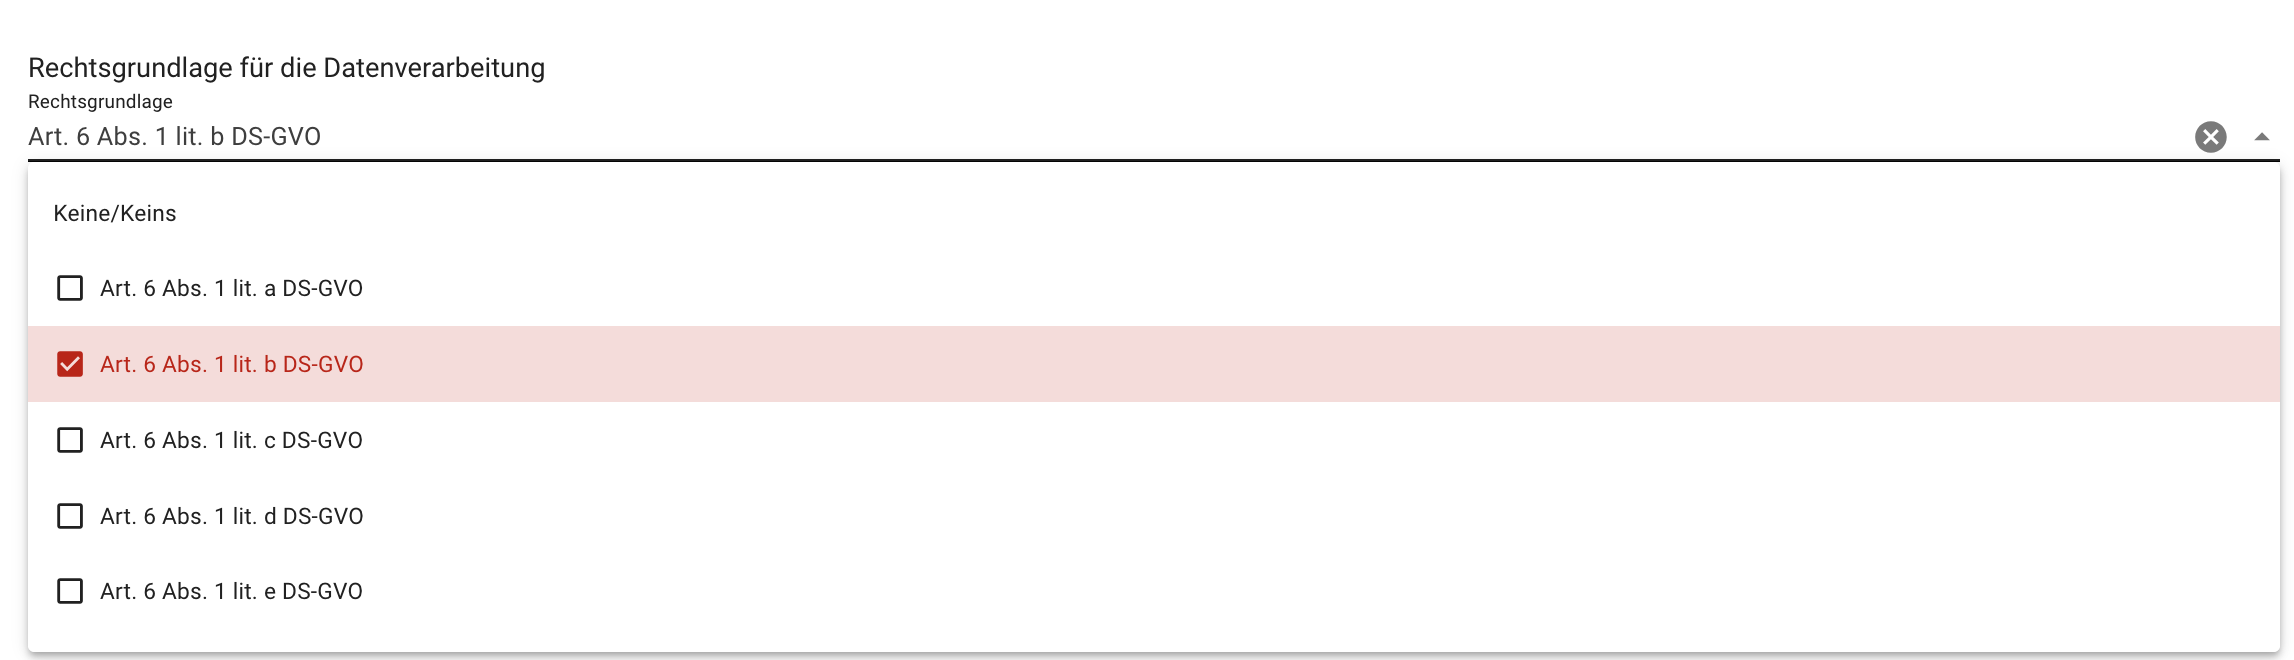 Rechtsgrundlage für die Datenverarbeitung
Rechtsgrundlage
Art. 6 Abs. 1 lit. b DS-GVO
Keine/Keins
Art. 6 Abs. 1 lit. a DS-GVO
Art. 6 Abs. 1 lit. b DS-GVO
Art. 6 Abs. 1 lit. c DS-GVO
Art. 6 Abs. 1 lit. d DS-GVO
Art. 6 Abs. 1 lit. e DS-GVO